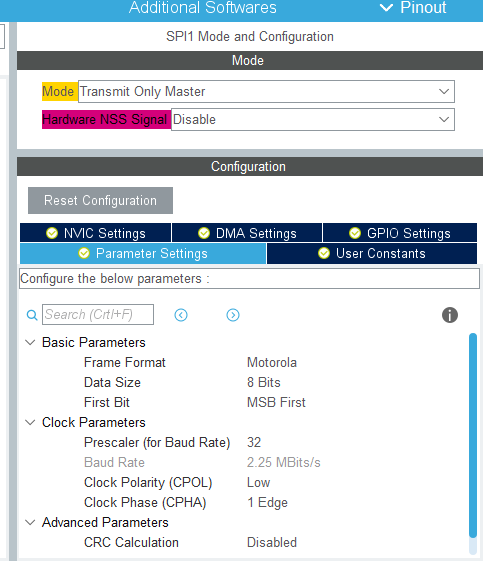 Additional Softwares Pinout
SPI1 Mode and Configuration
Mode
Mode Transmit Only Master
Hardware NSS Signal Disable
Configuration
Reset Configuration
NVIC Settings DMA Settings GPIO Settings
Parameter Settings User Constants
Configure the below parameters :
Search (Crtl+F)
Basic Parameters
Frame Format Motorola
Data Size 8 Bits
First Bit MSB First
Clock Parameters
Prescaler (for Baud Rate) 32
Baud Rate 2.25 MBits/s
Clock Polarity (CPOL) Low
Clock Phase (CPHA) 1 Edge
Advanced Parameters
CRC Calculation Disabled